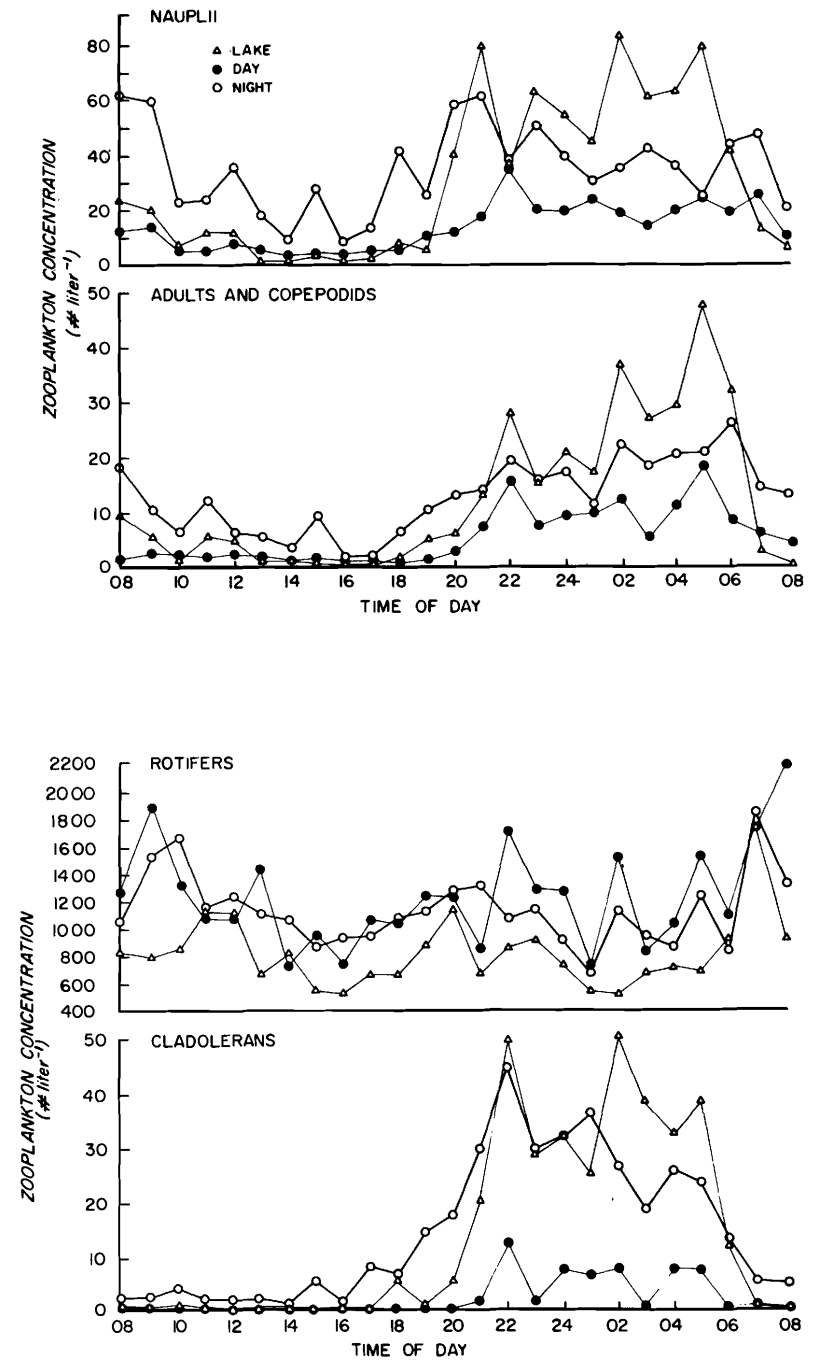 NAUPLII
LAKE
DAY
NIGHT
80
60
40
20
0
ZOOPLANKTON CONCENTRATION
(# liter⁻¹)
ADULTS AND COPEPODIDS
50
40
30
20
10
0
08 10 12 14 16 18 20 22 24 02 04 06 08
TIME OF DAY
ROTIFERS
2200
2000
1800
1600
1400
1200
1000
800
600
400
ZOOPLANKTON CONCENTRATION
(# liter⁻¹)
CLADOLERANS
50
40
30
20
10
0
08 10 12 14 16 18 20 22 24 02 04 06 08
TIME OF DAY